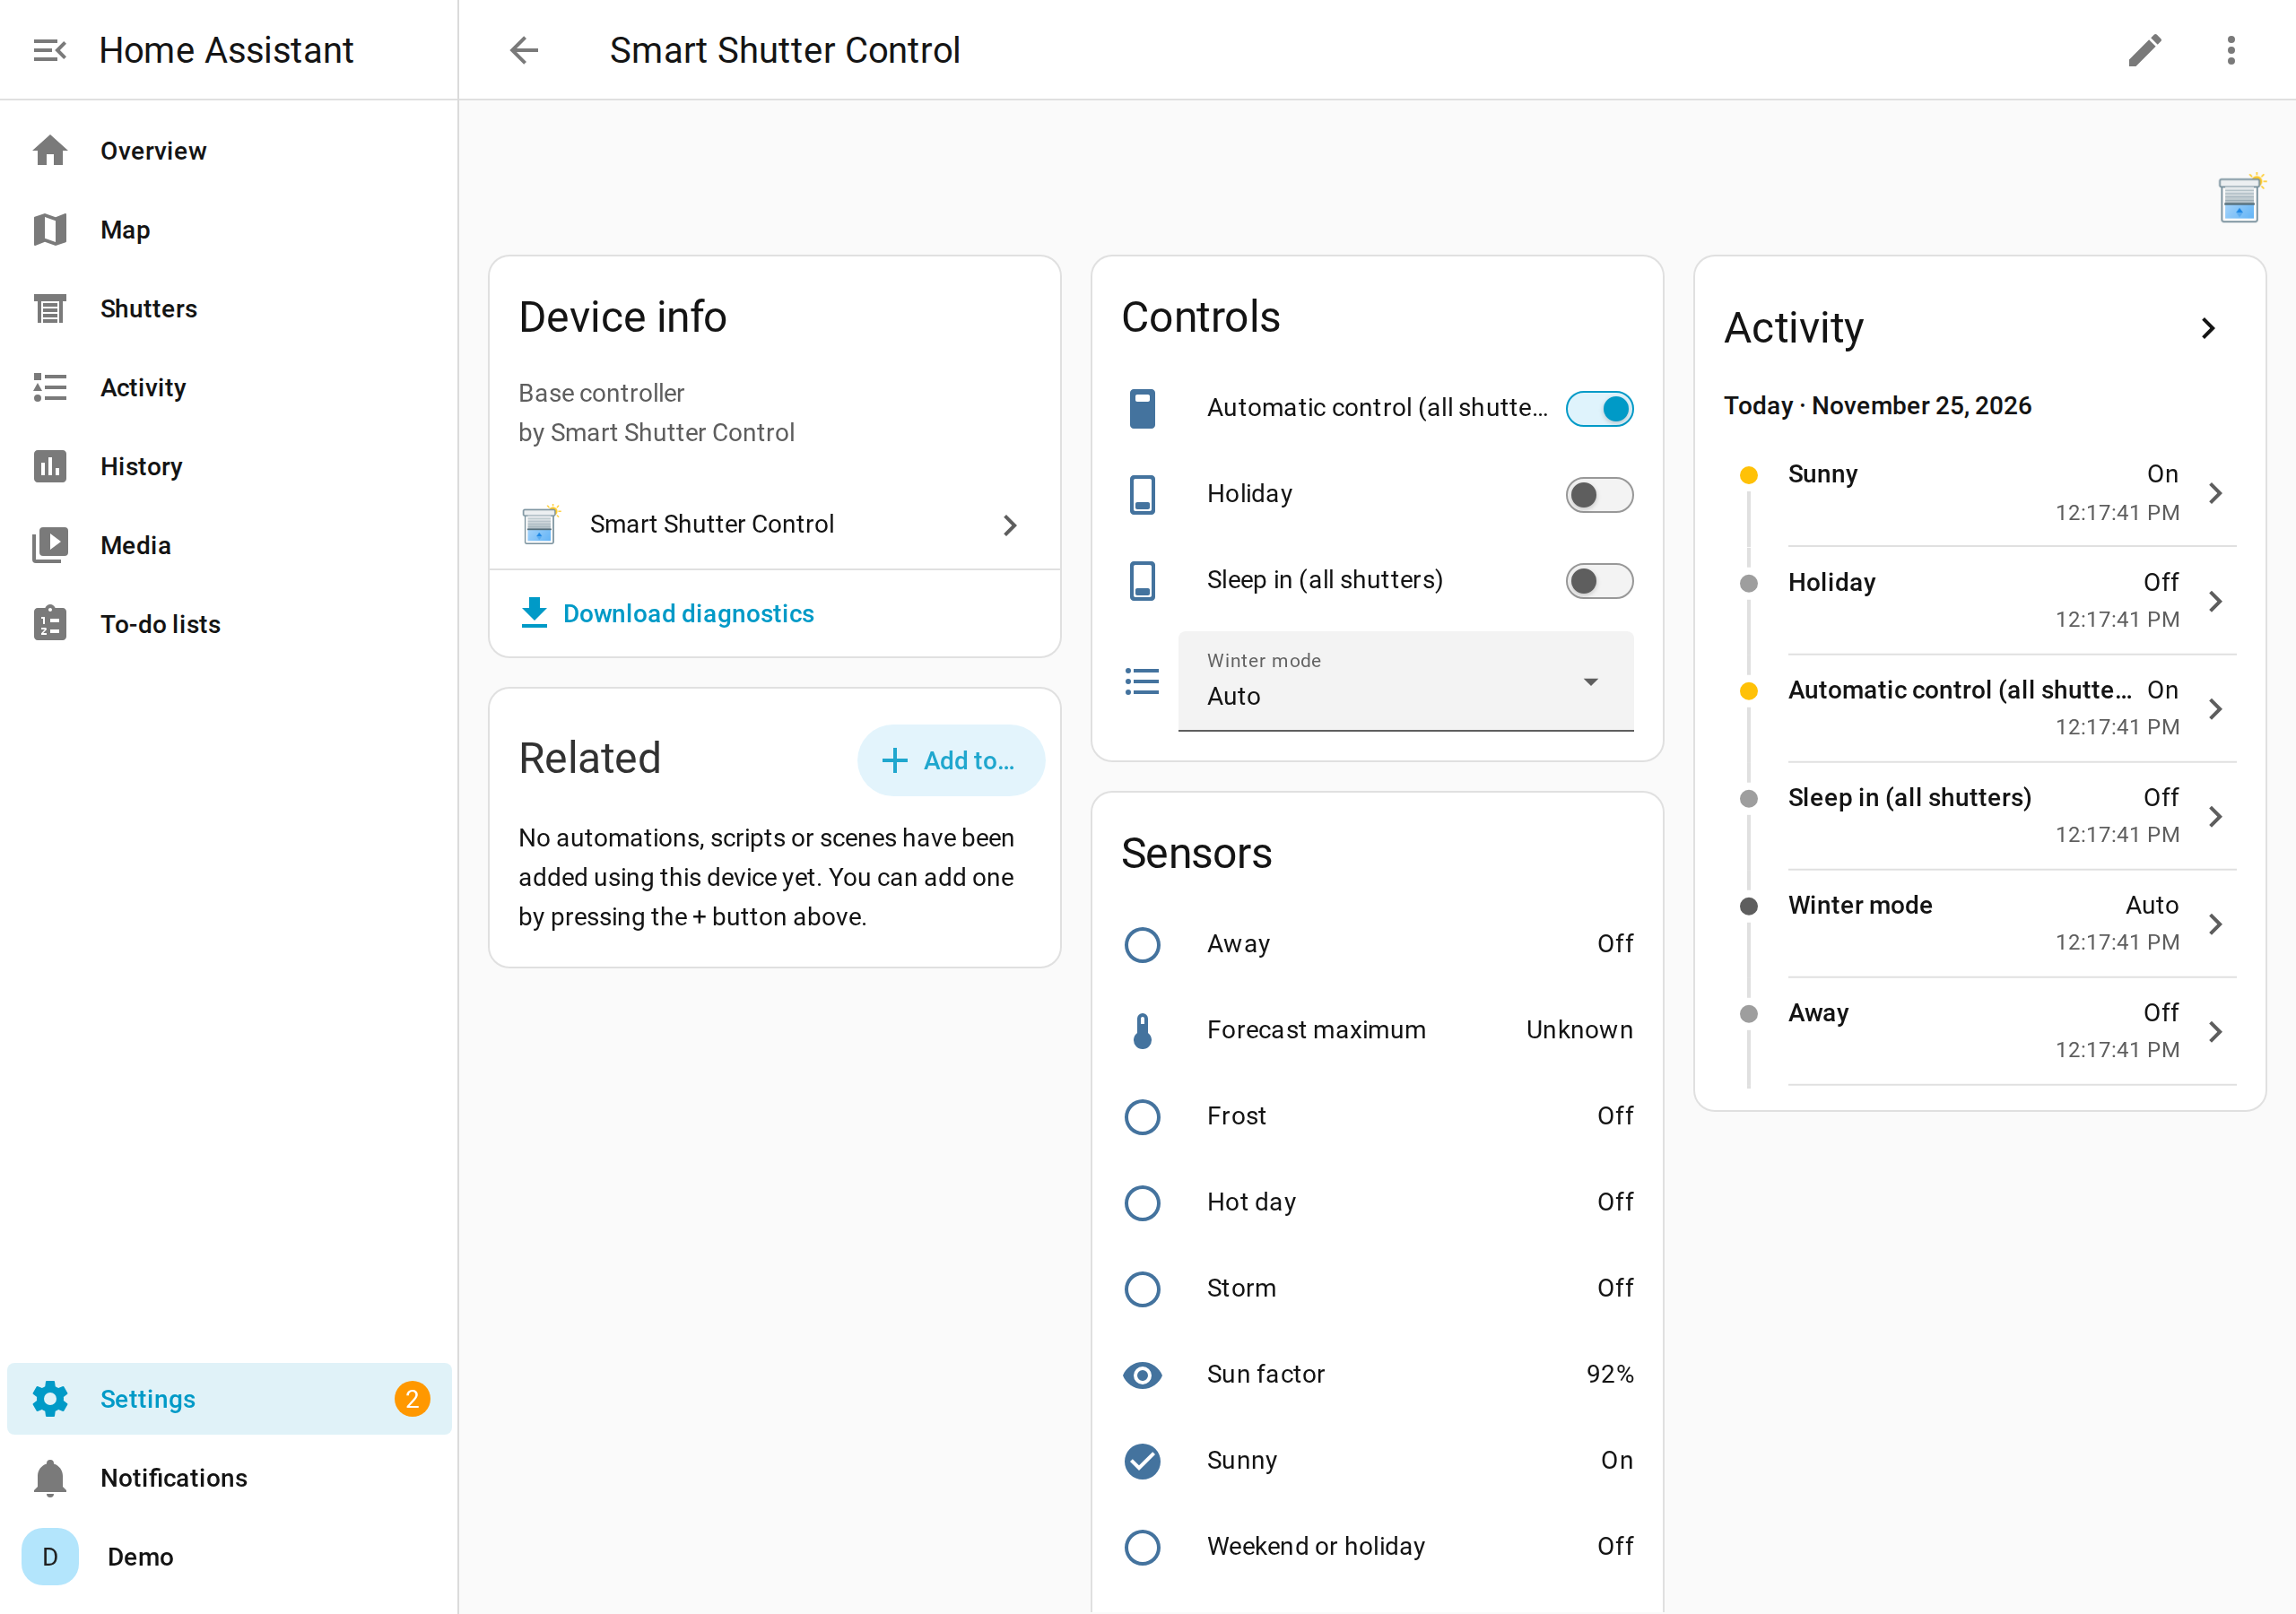 Home Assistant
Smart Shutter Control
Overview
Map
Shutters
Activity
History
Media
To-do lists
Settings
2
Notifications
D
Demo
Device info
Base controller
by Smart Shutter Control
Smart Shutter Control
Download diagnostics
Related
Add to...
No automations, scripts or scenes have been
added using this device yet. You can add one
by pressing the + button above.
Controls
Automatic control (all shutte...
Holiday
Sleep in (all shutters)
Winter mode
Auto
Sensors
Away Off
Forecast maximum Unknown
Frost Off
Hot day Off
Storm Off
Sun factor 92%
Sunny On
Weekend or holiday Off
Activity
Today · November 25, 2026
Sunny On
12:17:41 PM
Holiday Off
12:17:41 PM
Automatic control (all shutte... On
12:17:41 PM
Sleep in (all shutters) Off
12:17:41 PM
Winter mode Auto
12:17:41 PM
Away Off
12:17:41 PM